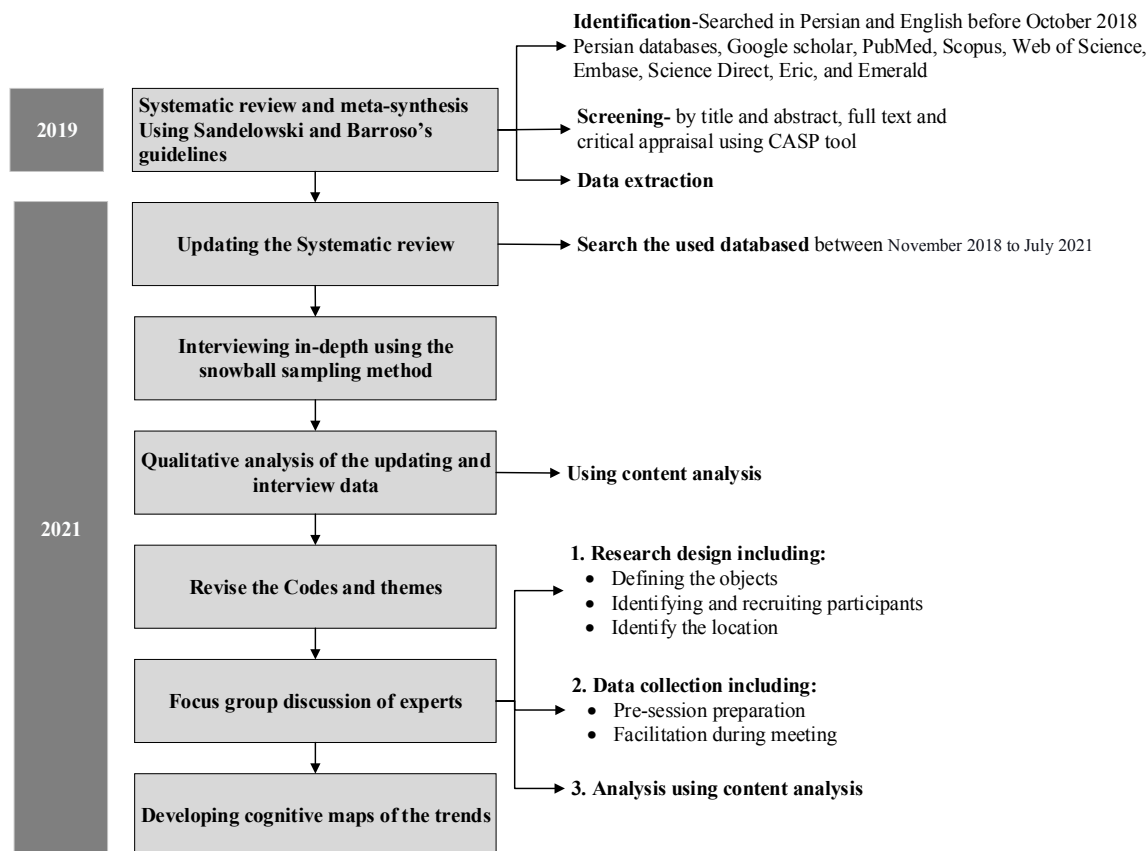 Identification-Searched in Persian and English before October 2018
Persian databases, Google scholar, PubMed, Scopus, Web of Science,
Embase, Science Direct, Eric, and Emerald
2019
Systematic review and meta-synthesis
Using Sandelowski and Barroso's
guidelines
Screening- by title and abstract, full text and
critical appraisal using CASP tool
Data extraction
2021
Updating the Systematic review
Search the used databased between November 2018 to July 2021
Interviewing in-depth using the
snowball sampling method
Qualitative analysis of the updating and
interview data
Using content analysis
Revise the Codes and themes
1. Research design including:
• Defining the objects
• Identifying and recruiting participants
• Identify the location
Focus group discussion of experts
2. Data collection including:
• Pre-session preparation
• Facilitation during meeting
3. Analysis using content analysis
Developing cognitive maps of the trends